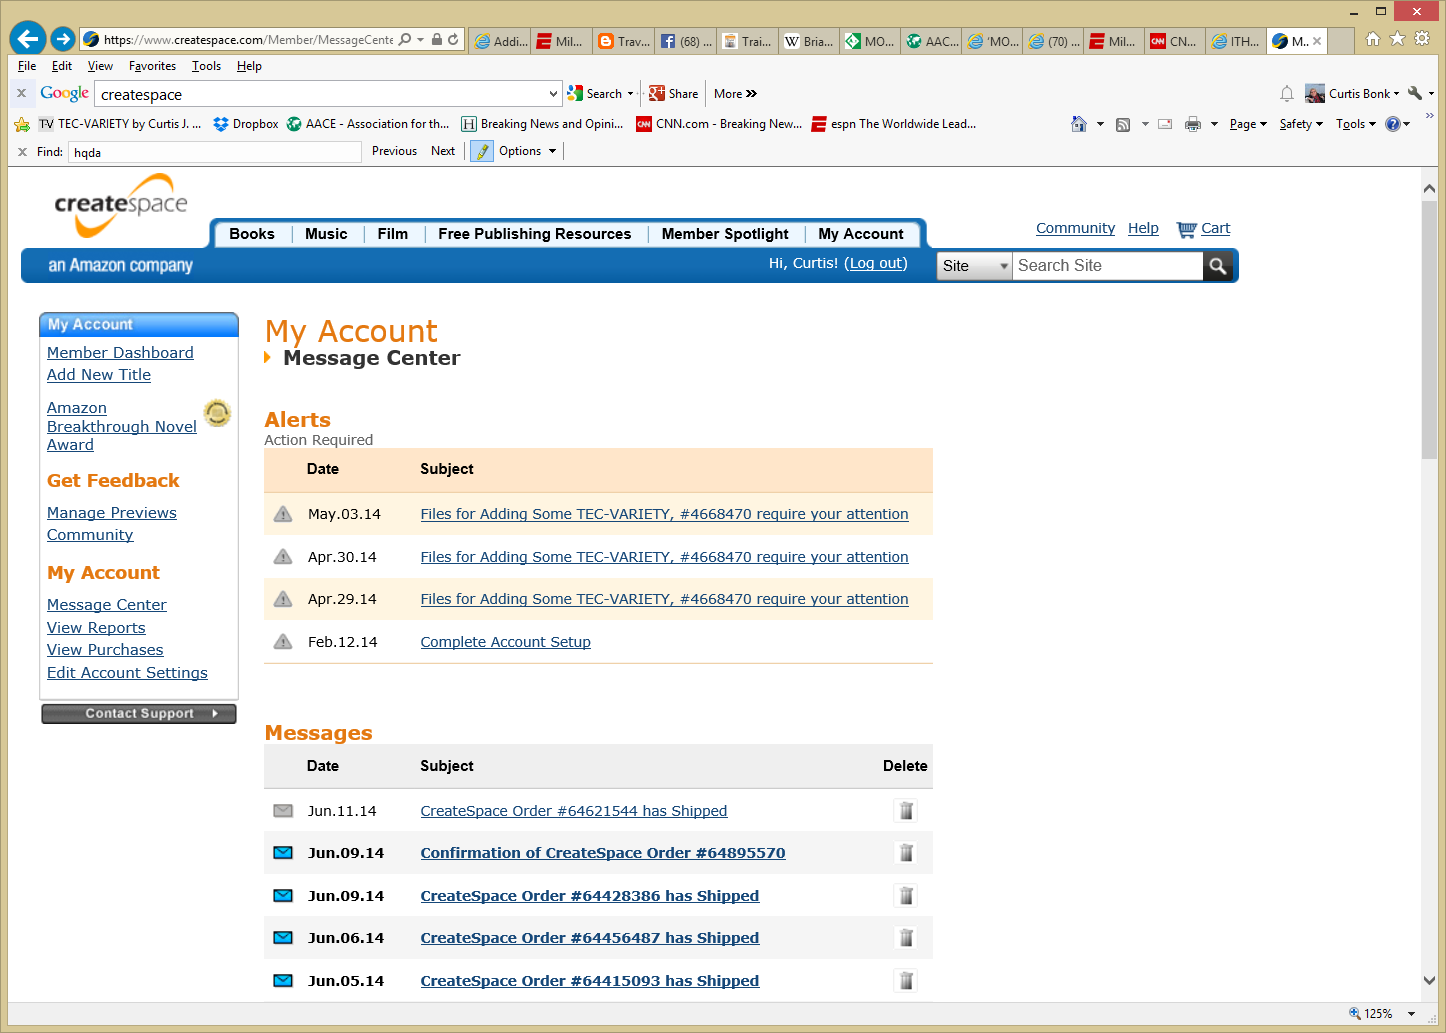 https://www.createspace.com/Member/MessageCente
Addi...
Mil...
Trav...
(68) ...
Trai...
W Bria...
MO...
AAC...
'MO...
(70) ...
Mil...
CNN CN...
ITH...
M...
File Edit View Favorites Tools Help
x Google createspace Search Share More »
Curtis Bonk
TV TEC-VARIETY by Curtis J. ... Dropbox AACE - Association for th... H Breaking News and Opini... CNN CNN.com - Breaking New... espn The Worldwide Lead...
Page Safety Tools »
x Find: hqda Previous Next Options
createspace
an Amazon company
Books Music Film Free Publishing Resources Member Spotlight My Account
Community Help Cart
Hi, Curtis! (Log out) Site Search Site
My Account
Member Dashboard
Add New Title
Amazon
Breakthrough Novel
Award
Get Feedback
Manage Previews
Community
My Account
Message Center
View Reports
View Purchases
Edit Account Settings
Contact Support
My Account
Message Center
Alerts
Action Required
Date Subject
May.03.14 Files for Adding Some TEC-VARIETY, #4668470 require your attention
Apr.30.14 Files for Adding Some TEC-VARIETY, #4668470 require your attention
Apr.29.14 Files for Adding Some TEC-VARIETY, #4668470 require your attention
Feb.12.14 Complete Account Setup
Messages
Date Subject Delete
Jun.11.14 CreateSpace Order #64621544 has Shipped
Jun.09.14 Confirmation of CreateSpace Order #64895570
Jun.09.14 CreateSpace Order #64428386 has Shipped
Jun.06.14 CreateSpace Order #64456487 has Shipped
Jun.05.14 CreateSpace Order #64415093 has Shipped
125%